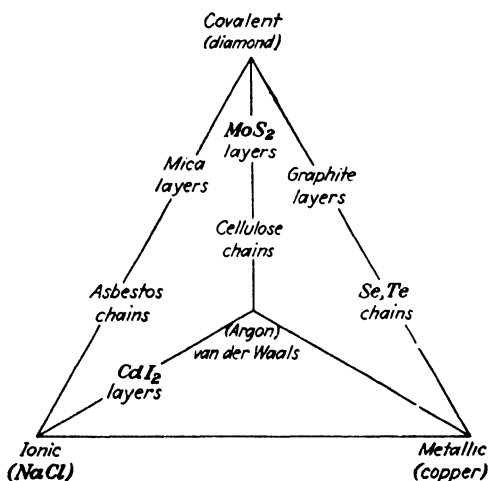 Covalent
(diamond)
MoS2
layers
Mica
layers
Graphite
layers
Cellulose
chains
Asbestos
chains
Se,Te
chains
(Argon)
van der Waals
CdI2
layers
Ionic
(NaCl)
Metallic
(copper)